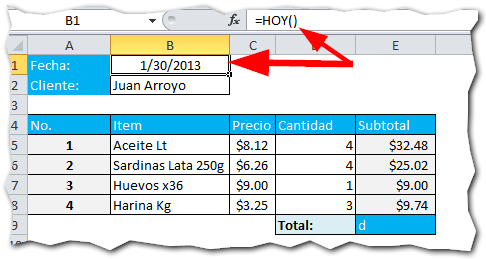 B1 fx =HOY()
A B C D E
1 Fecha: 1/30/2013
2 Cliente: Juan Arroyo
3
4 No. Item Precio Cantidad Subtotal
5 1 Aceite Lt $8.12 4 $32.48
6 2 Sardinas Lata 250g $6.26 4 $25.02
7 3 Huevos x36 $9.00 1 $9.00
8 4 Harina Kg $3.25 3 $9.74
9 Total: d